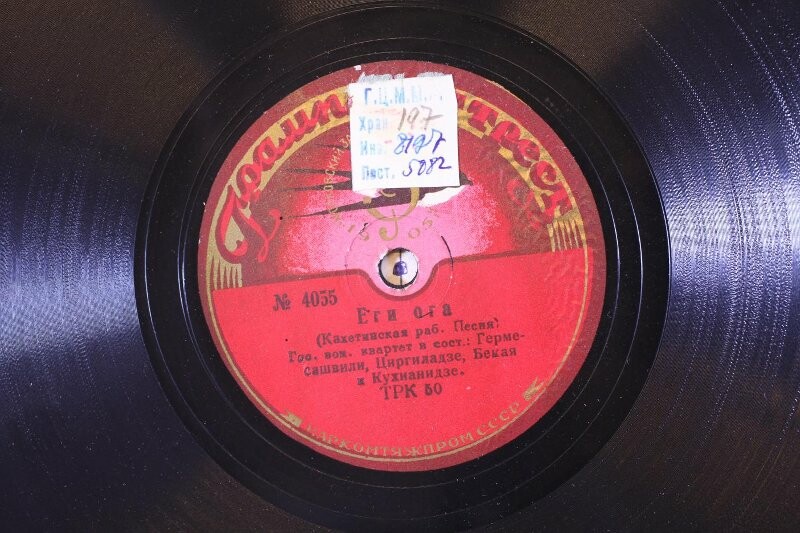 Г.Ц.М.М.К.
Хран. 197
Инв. 8197
Пост. 5082
Грампласттрест
№ 4055
Еги ога
(Кахетинская раб. Песня)
Гос. вок. квартет в сост.: Герме-
сашвили, Циргиладзе, Бекая
и Кухианидзе.
ТРК 50
НАРКОМТЯЖПРОМ СССР